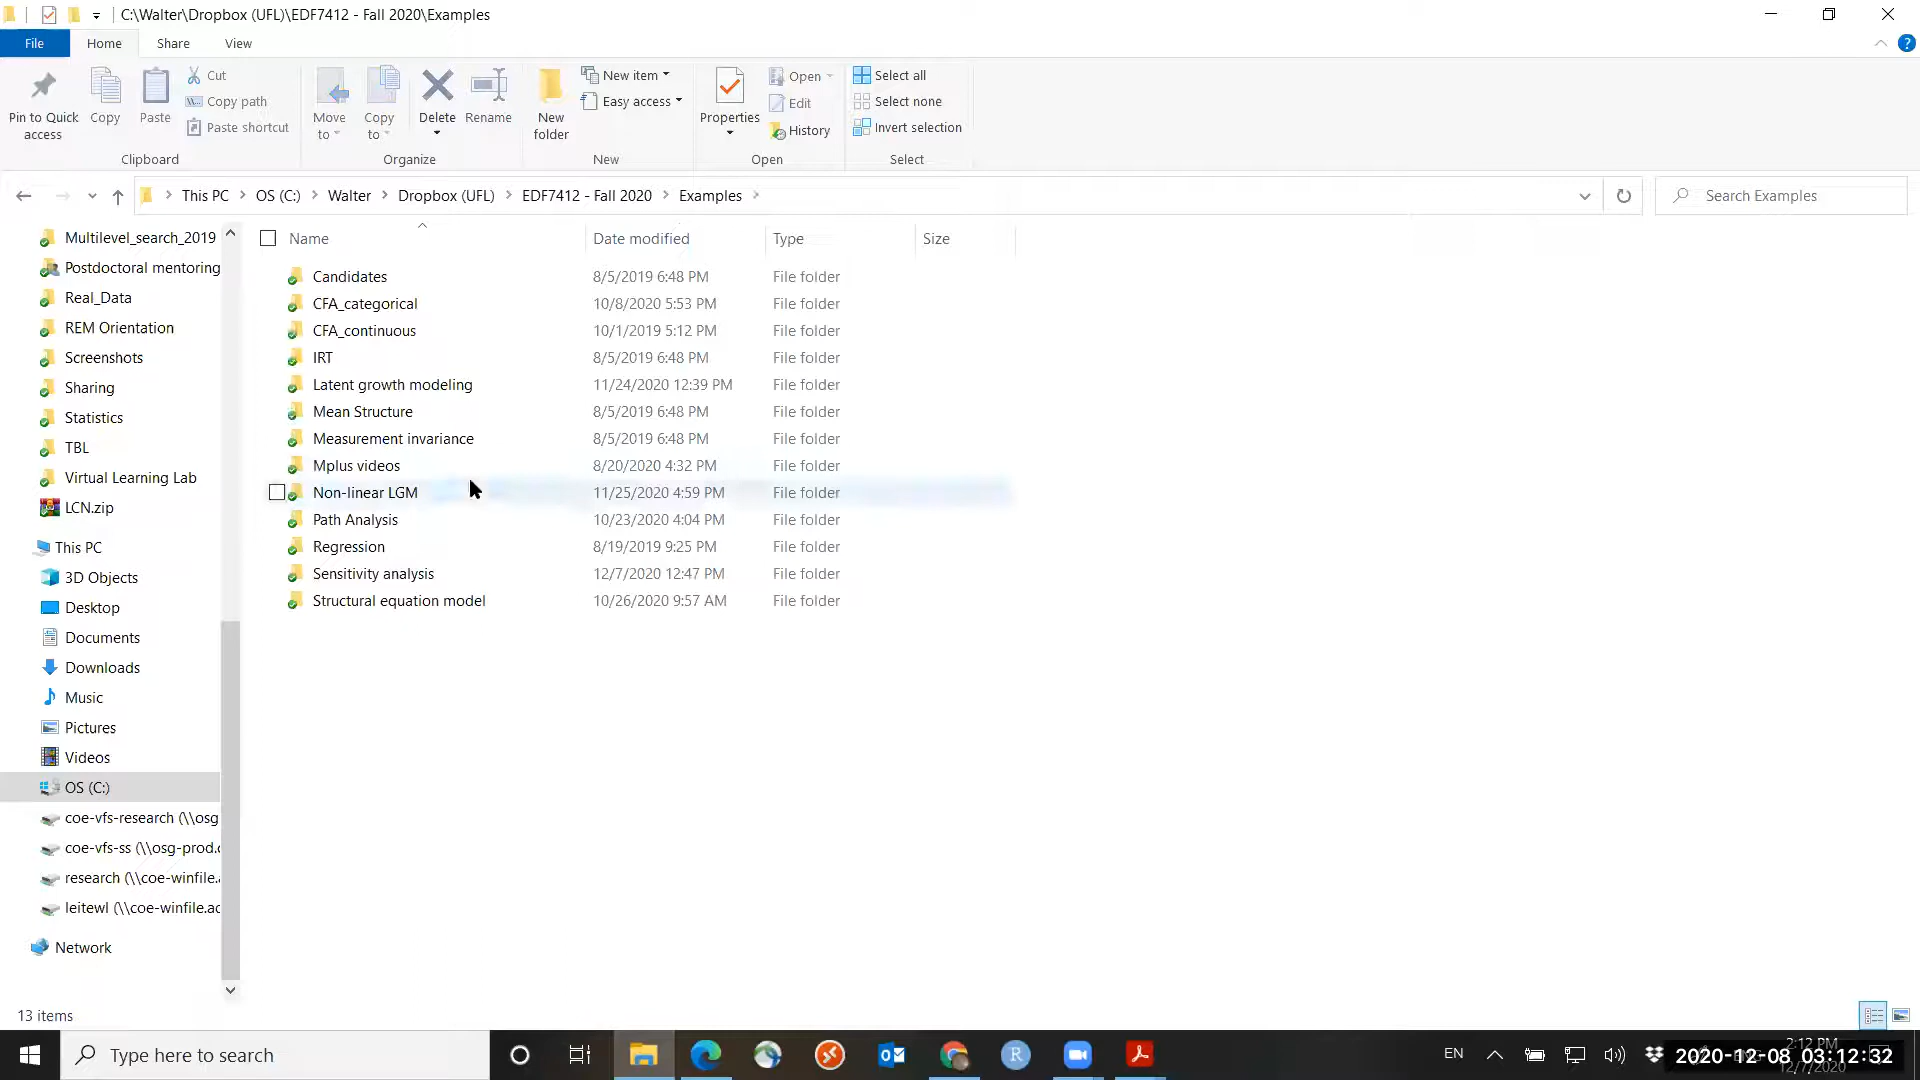 C:\Walter\Dropbox (UFL)\EDF7412 - Fall 2020\Examples
File Home Share View
Pin to Quick access
Copy
Paste
Cut
Copy path
Paste shortcut
Clipboard
Move to
Copy to
Delete
Rename
Organize
New folder
New item
Easy access
New
Properties
Open
Edit
History
Open
Select all
Select none
Invert selection
Select
This PC > OS (C:) > Walter > Dropbox (UFL) > EDF7412 - Fall 2020 > Examples >
Search Examples
Multilevel_search_2019
Postdoctoral mentoring
Real_Data
REM Orientation
Screenshots
Sharing
Statistics
TBL
Virtual Learning Lab
LCN.zip
This PC
3D Objects
Desktop
Documents
Downloads
Music
Pictures
Videos
OS (C:)
coe-vfs-research (\\osg
coe-vfs-ss (\\osg-prod.
research (\\coe-winfile.
leitewl (\\coe-winfile.ac
Network
Name Date modified Type Size
Candidates 8/5/2019 6:48 PM File folder
CFA_categorical 10/8/2020 5:53 PM File folder
CFA_continuous 10/1/2019 5:12 PM File folder
IRT 8/5/2019 6:48 PM File folder
Latent growth modeling 11/24/2020 12:39 PM File folder
Mean Structure 8/5/2019 6:48 PM File folder
Measurement invariance 8/5/2019 6:48 PM File folder
Mplus videos 8/20/2020 4:32 PM File folder
Non-linear LGM 11/25/2020 4:59 PM File folder
Path Analysis 10/23/2020 4:04 PM File folder
Regression 8/19/2019 9:25 PM File folder
Sensitivity analysis 12/7/2020 12:47 PM File folder
Structural equation model 10/26/2020 9:57 AM File folder
13 items
Type here to search
EN
2:12 PM
2020-12-08 03:12:32
12/7/2020